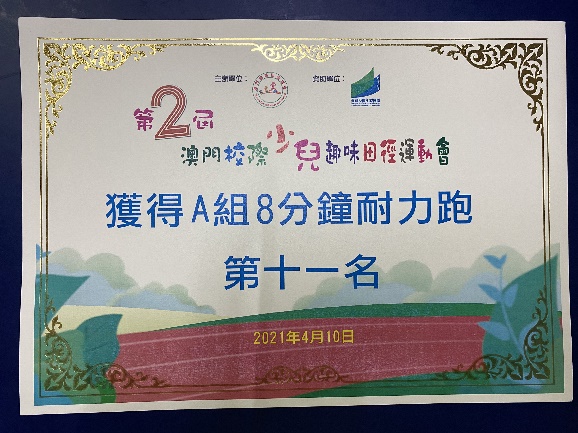 主辦單位：
資助單位：
第2屆
澳門校際少兒趣味田徑運動會
獲得A組8分鐘耐力跑
第十一名
2021年4月10日